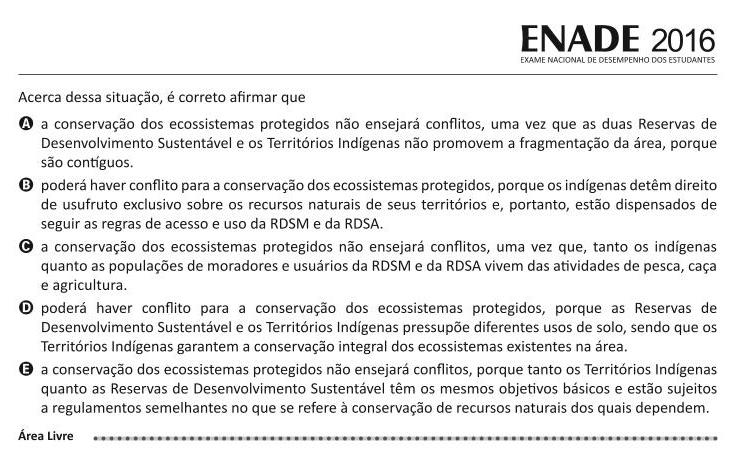 ENADE 2016
EXAME NACIONAL DE DESEMPENHO DOS ESTUDANTES
Acerca dessa situação, é correto afirmar que
A a conservação dos ecossistemas protegidos não ensejará conflitos, uma vez que as duas Reservas de
Desenvolvimento Sustentável e os Territórios Indígenas não promovem a fragmentação da área, porque
são contíguos.
B poderá haver conflito para a conservação dos ecossistemas protegidos, porque os indígenas detêm direito
de usufruto exclusivo sobre os recursos naturais de seus territórios e, portanto, estão dispensados de
seguir as regras de acesso e uso da RDSM e da RDSA.
C a conservação dos ecossistemas protegidos não ensejará conflitos, uma vez que, tanto os indígenas
quanto as populações de moradores e usuários da RDSM e da RDSA vivem das atividades de pesca, caça
e agricultura.
D poderá haver conflito para a conservação dos ecossistemas protegidos, porque as Reservas de
Desenvolvimento Sustentável e os Territórios Indígenas pressupõe diferentes usos de solo, sendo que os
Territórios Indígenas garantem a conservação integral dos ecossistemas existentes na área.
E a conservação dos ecossistemas protegidos não ensejará conflitos, porque tanto os Territórios Indígenas
quanto as Reservas de Desenvolvimento Sustentável têm os mesmos objetivos básicos e estão sujeitos
a regulamentos semelhantes no que se refere à conservação de recursos naturais dos quais dependem.
Área Livre